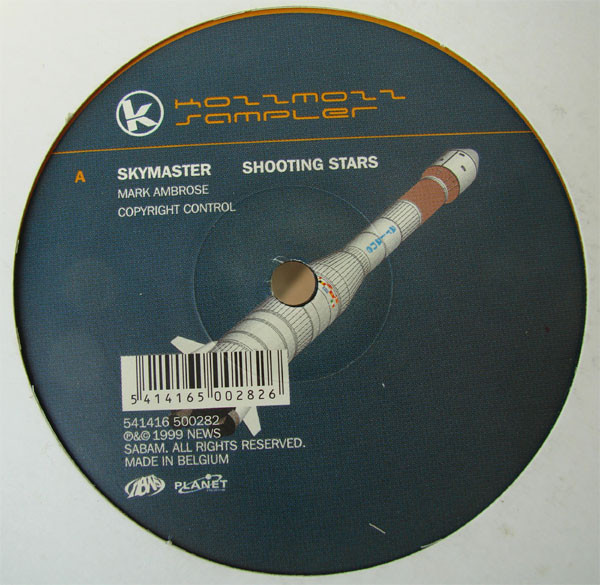 K
kozzmozz
sampler
A SKYMASTER SHOOTING STARS
MARK AMBROSE
COPYRIGHT CONTROL
5 414165 002826
541416 500282
℗&© 1999 NEWS
SABAM. ALL RIGHTS RESERVED.
MADE IN BELGIUM
PLANET